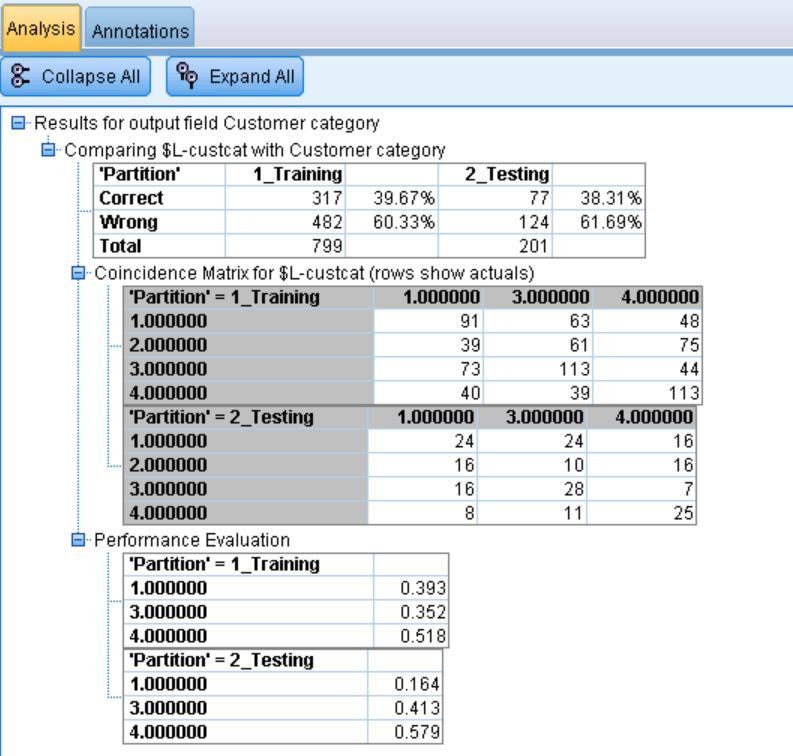 Analysis Annotations
Collapse All Expand All
Results for output field Customer category
Comparing $L-custcat with Customer category
'Partition' 1_Training 2_Testing
Correct 317 39.67% 77 38.31%
Wrong 482 60.33% 124 61.69%
Total 799 201
Coincidence Matrix for $L-custcat (rows show actuals)
'Partition' = 1_Training 1.000000 3.000000 4.000000
1.000000 91 63 48
2.000000 39 61 75
3.000000 73 113 44
4.000000 40 39 113
'Partition' = 2_Testing 1.000000 3.000000 4.000000
1.000000 24 24 16
2.000000 16 10 16
3.000000 16 28 7
4.000000 8 11 25
Performance Evaluation
'Partition' = 1_Training
1.000000 0.393
3.000000 0.352
4.000000 0.518
'Partition' = 2_Testing
1.000000 0.164
3.000000 0.413
4.000000 0.579